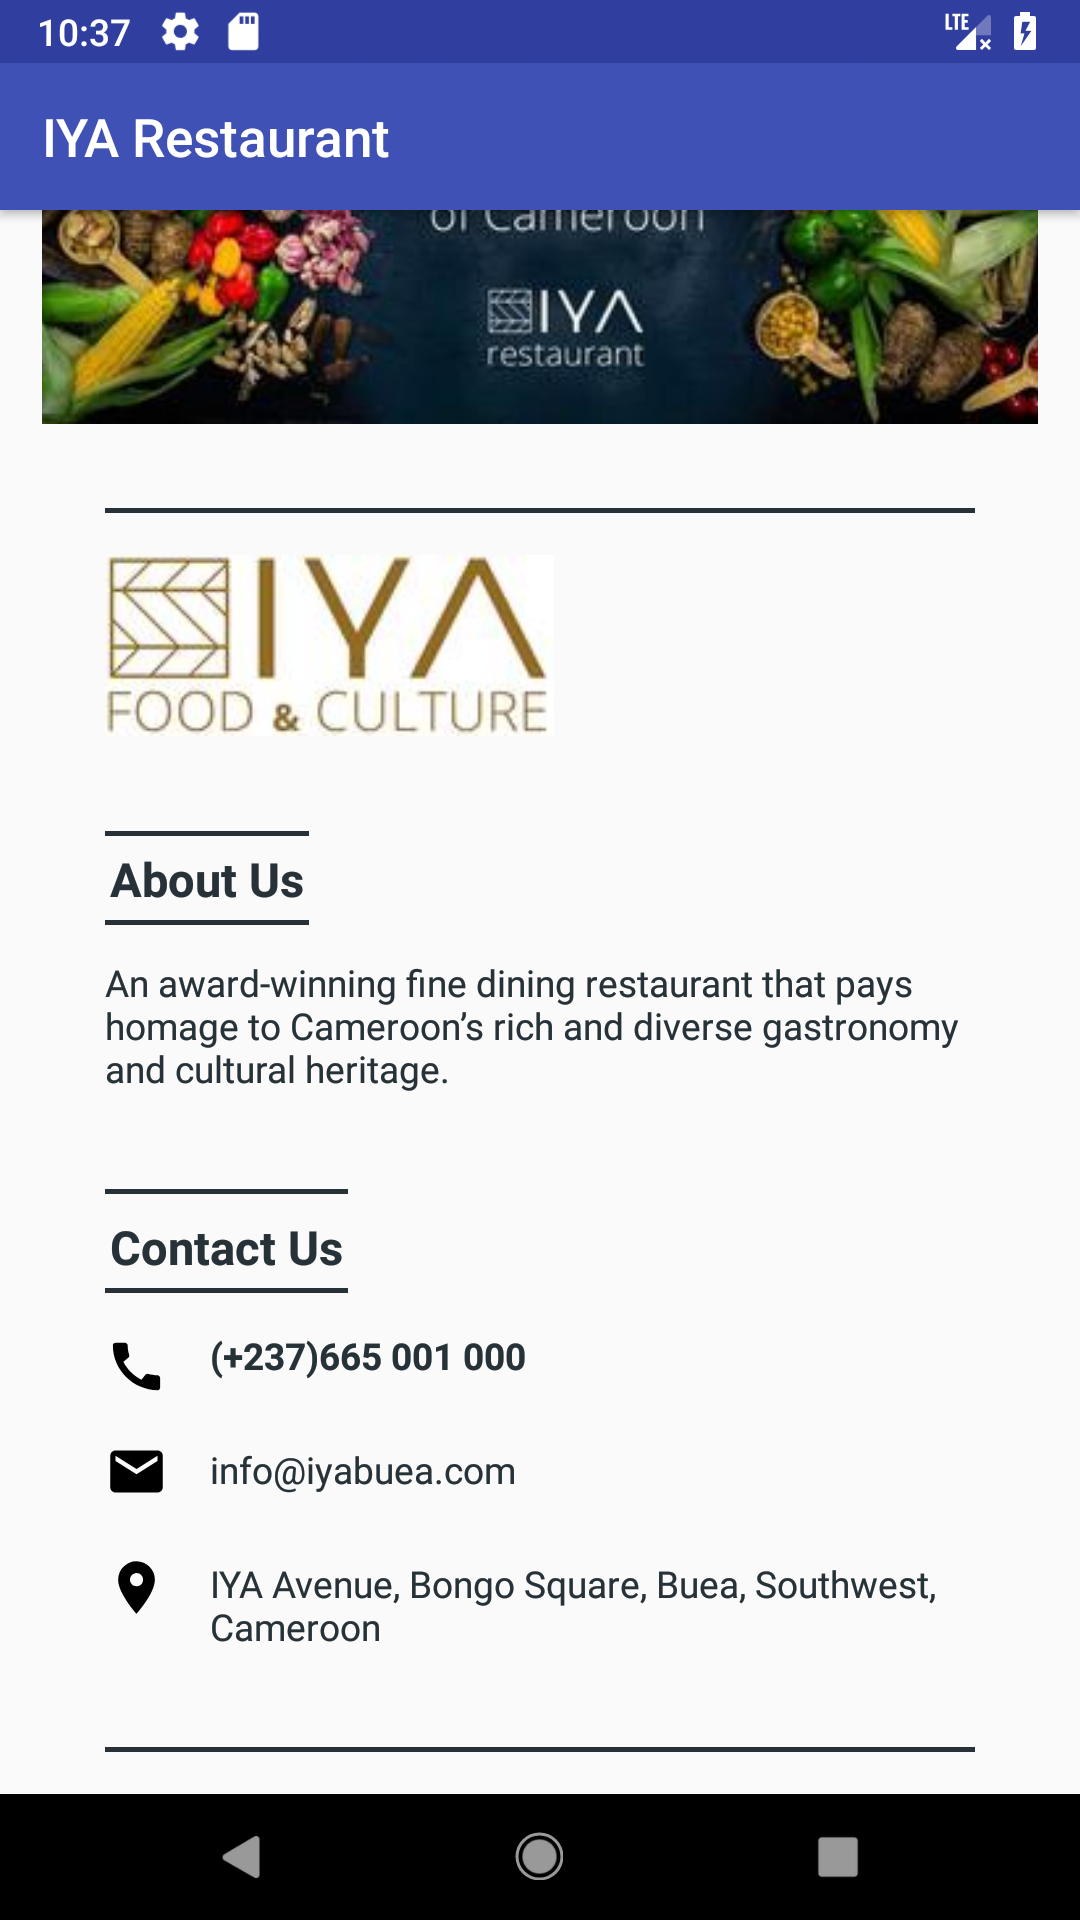 10:37
LTE
IYA Restaurant
of Cameroon
IYA
restaurant
IYA
FOOD & CULTURE
About Us
An award-winning fine dining restaurant that pays
homage to Cameroon’s rich and diverse gastronomy
and cultural heritage.
Contact Us
(+237)665 001 000
info@iyabuea.com
IYA Avenue, Bongo Square, Buea, Southwest,
Cameroon